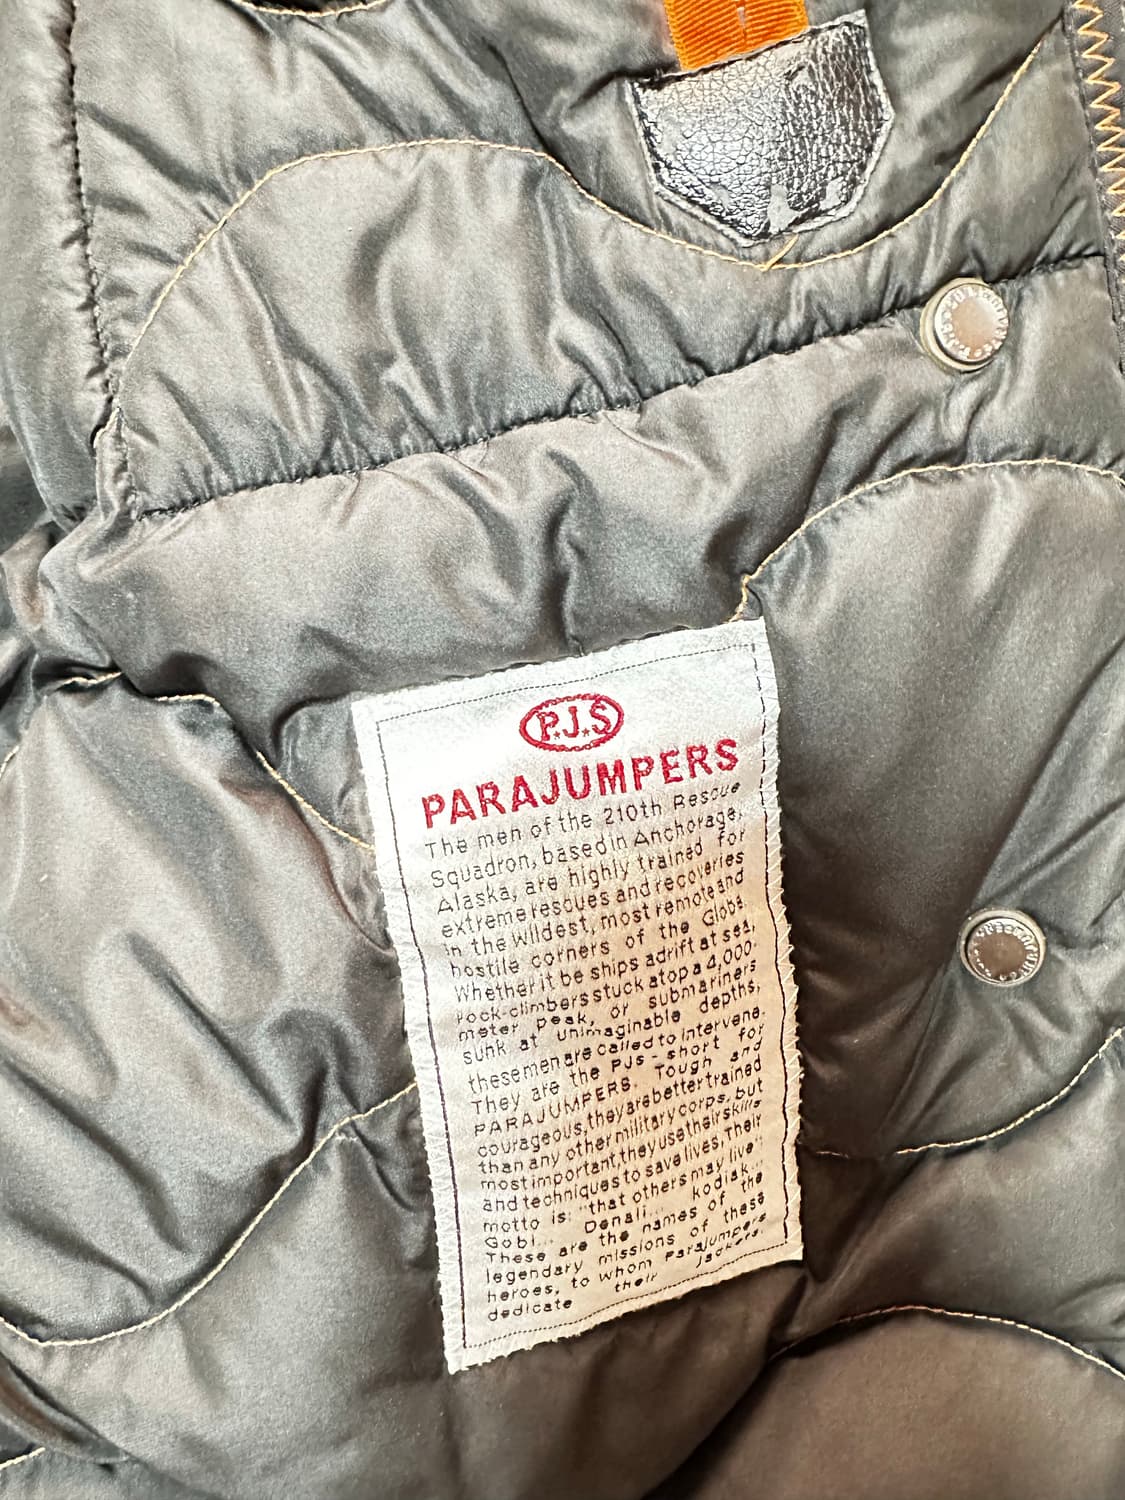 P.J.S
PARAJUMPERS
The men of the 210th Rescue
Squadron, based in Anchorage,
Alaska, are highly trained for
extreme rescues and recoveries
in the wildest, most remote and
hostile corners of the Globe.
Whether it be ships adrift at sea,
rock-climbers stuck atop a 4,000-
meter peak, or submariners
sunk at unimaginable depths,
these men are called to intervene.
They are the PJs - short for
PARAJUMPERS. Tough and
courageous, they are better trained
than any other military corps, but
most important, they use their skills
and techniques to save lives. Their
motto is: "that others may live".
Gobi... Denali... Kodiak...
These are the names of the
legendary missions of these
heroes, to whom Parajumpers
dedicate their jackets.